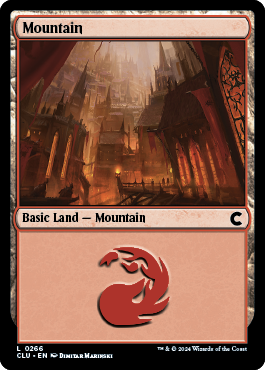 Mountain
Basic Land — Mountain
L 0266
CLU • EN Dimitar Marinski
™ & © 2024 Wizards of the Coast